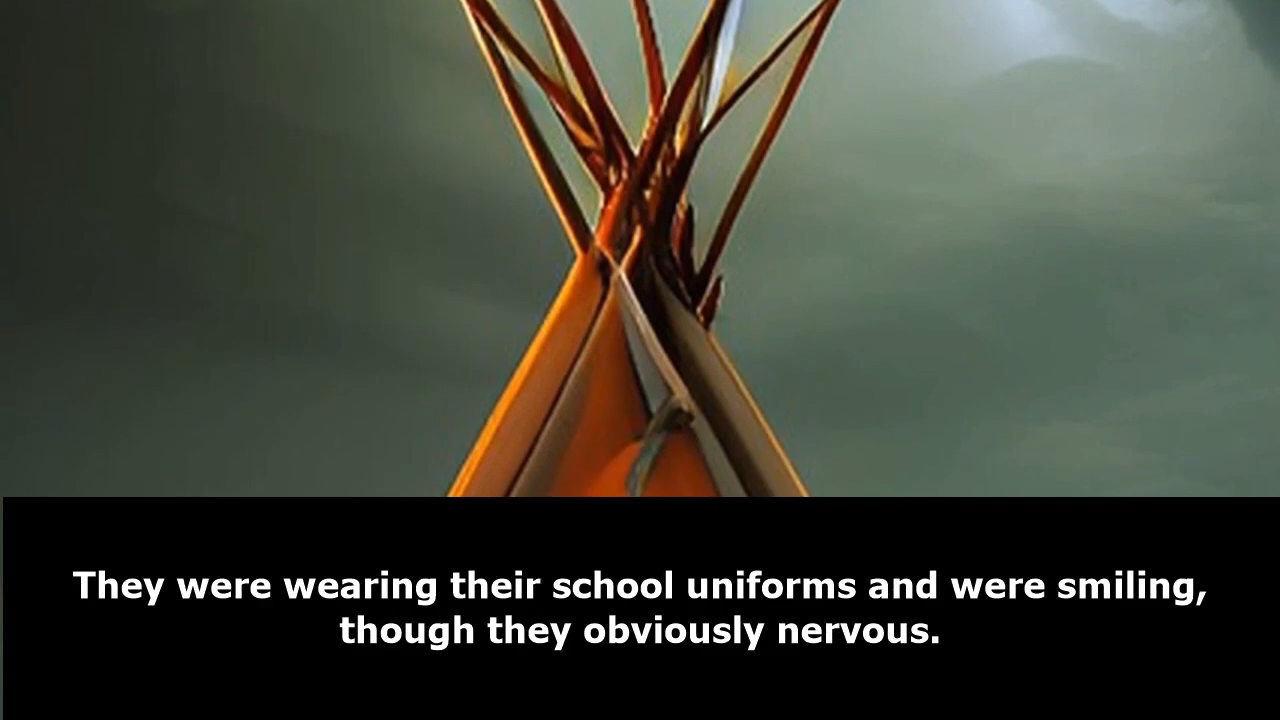 They were wearing their school uniforms and were smiling,
though they obviously nervous.